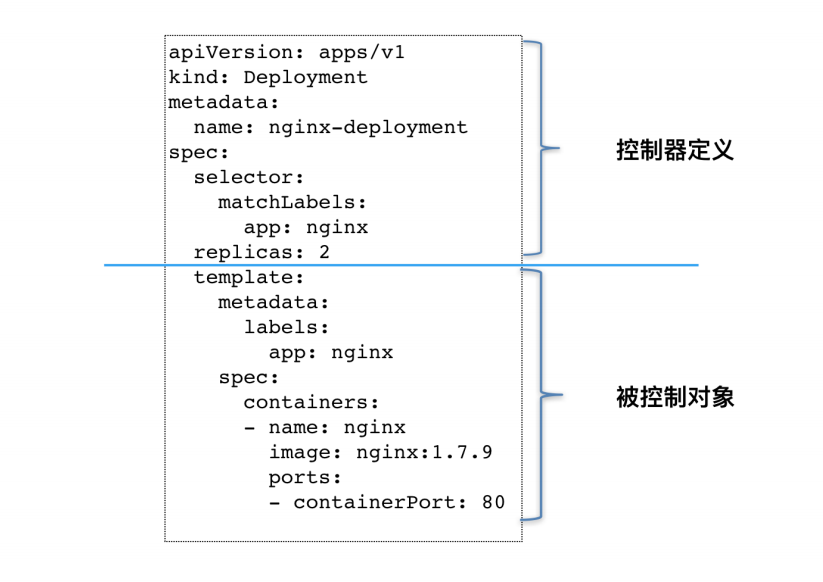 apiVersion: apps/v1
kind: Deployment
metadata:
  name: nginx-deployment
spec:
  selector:
    matchLabels:
      app: nginx
  replicas: 2
控制器定义
  template:
    metadata:
      labels:
        app: nginx
    spec:
      containers:
      - name: nginx
        image: nginx:1.7.9
        ports:
        - containerPort: 80
被控制对象